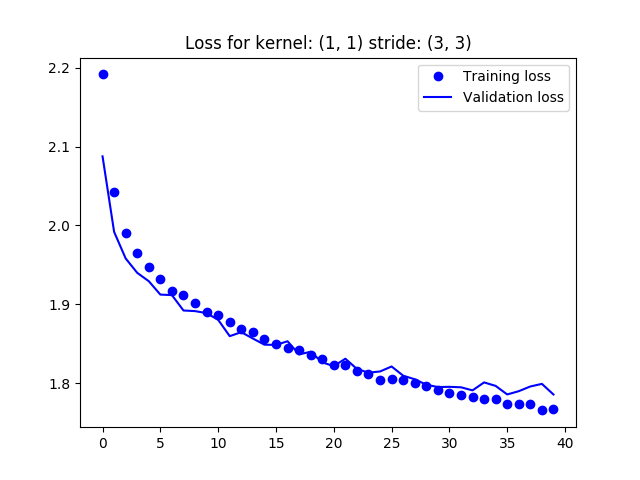 Loss for kernel: (1, 1) stride: (3, 3)
Training loss
Validation loss
2.2
2.1
2.0
1.9
1.8
0 5 10 15 20 25 30 35 40